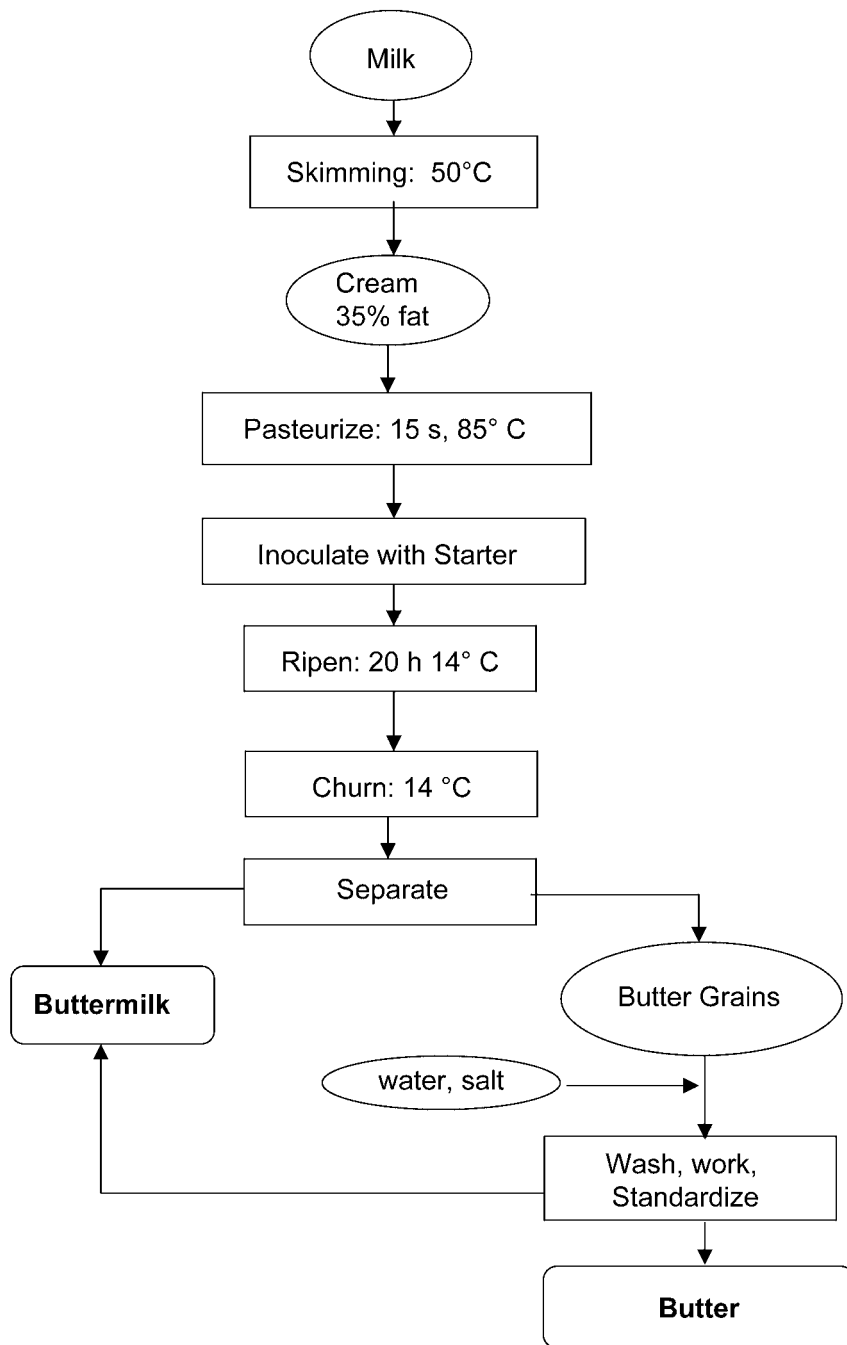 Milk
Skimming: 50°C
Cream
35% fat
Pasteurize: 15 s, 85° C
Inoculate with Starter
Ripen: 20 h 14° C
Churn: 14 °C
Separate
Buttermilk
Butter Grains
water, salt
Wash, work,
Standardize
Butter